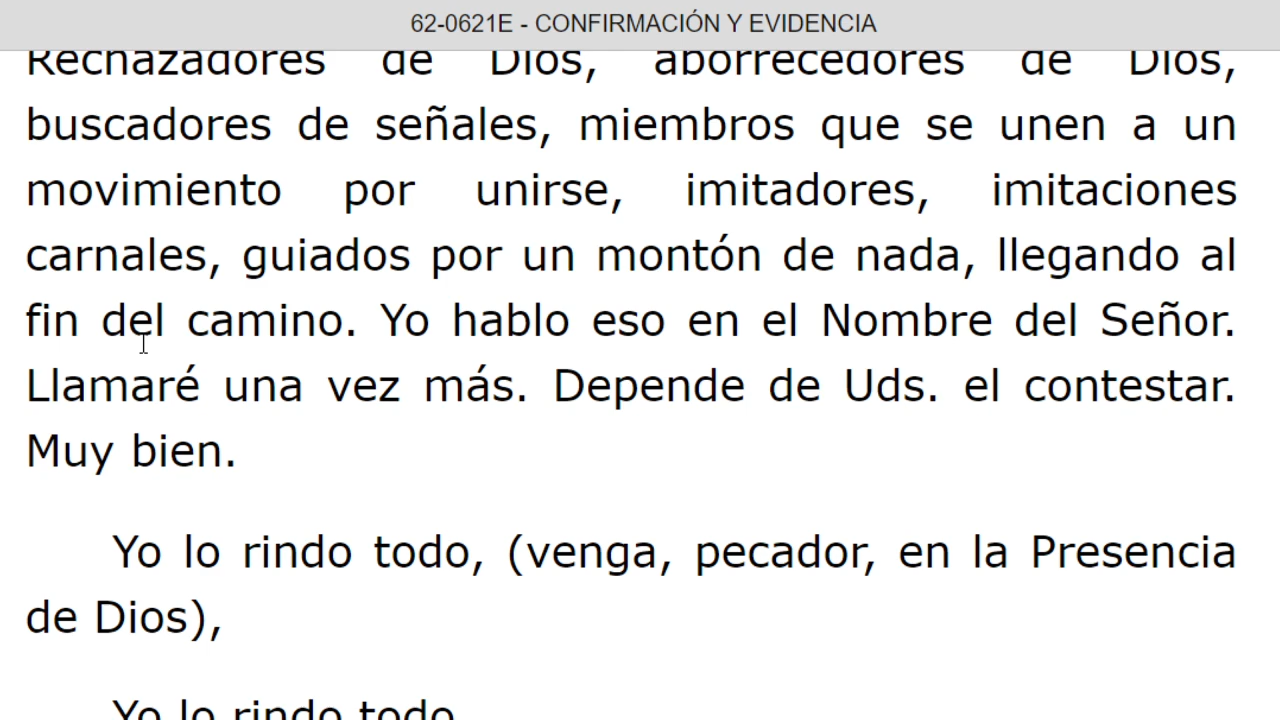 62-0621E - CONFIRMACIÓN Y EVIDENCIA
Rechazadores de Dios, aborrecedores de Dios,
buscadores de señales, miembros que se unen a un
movimiento por unirse, imitadores, imitaciones
carnales, guiados por un montón de nada, llegando al
fin del camino. Yo hablo eso en el Nombre del Señor.
Llamaré una vez más. Depende de Uds. el contestar.
Muy bien.
Yo lo rindo todo, (venga, pecador, en la Presencia
de Dios),
Yo lo rindo todo